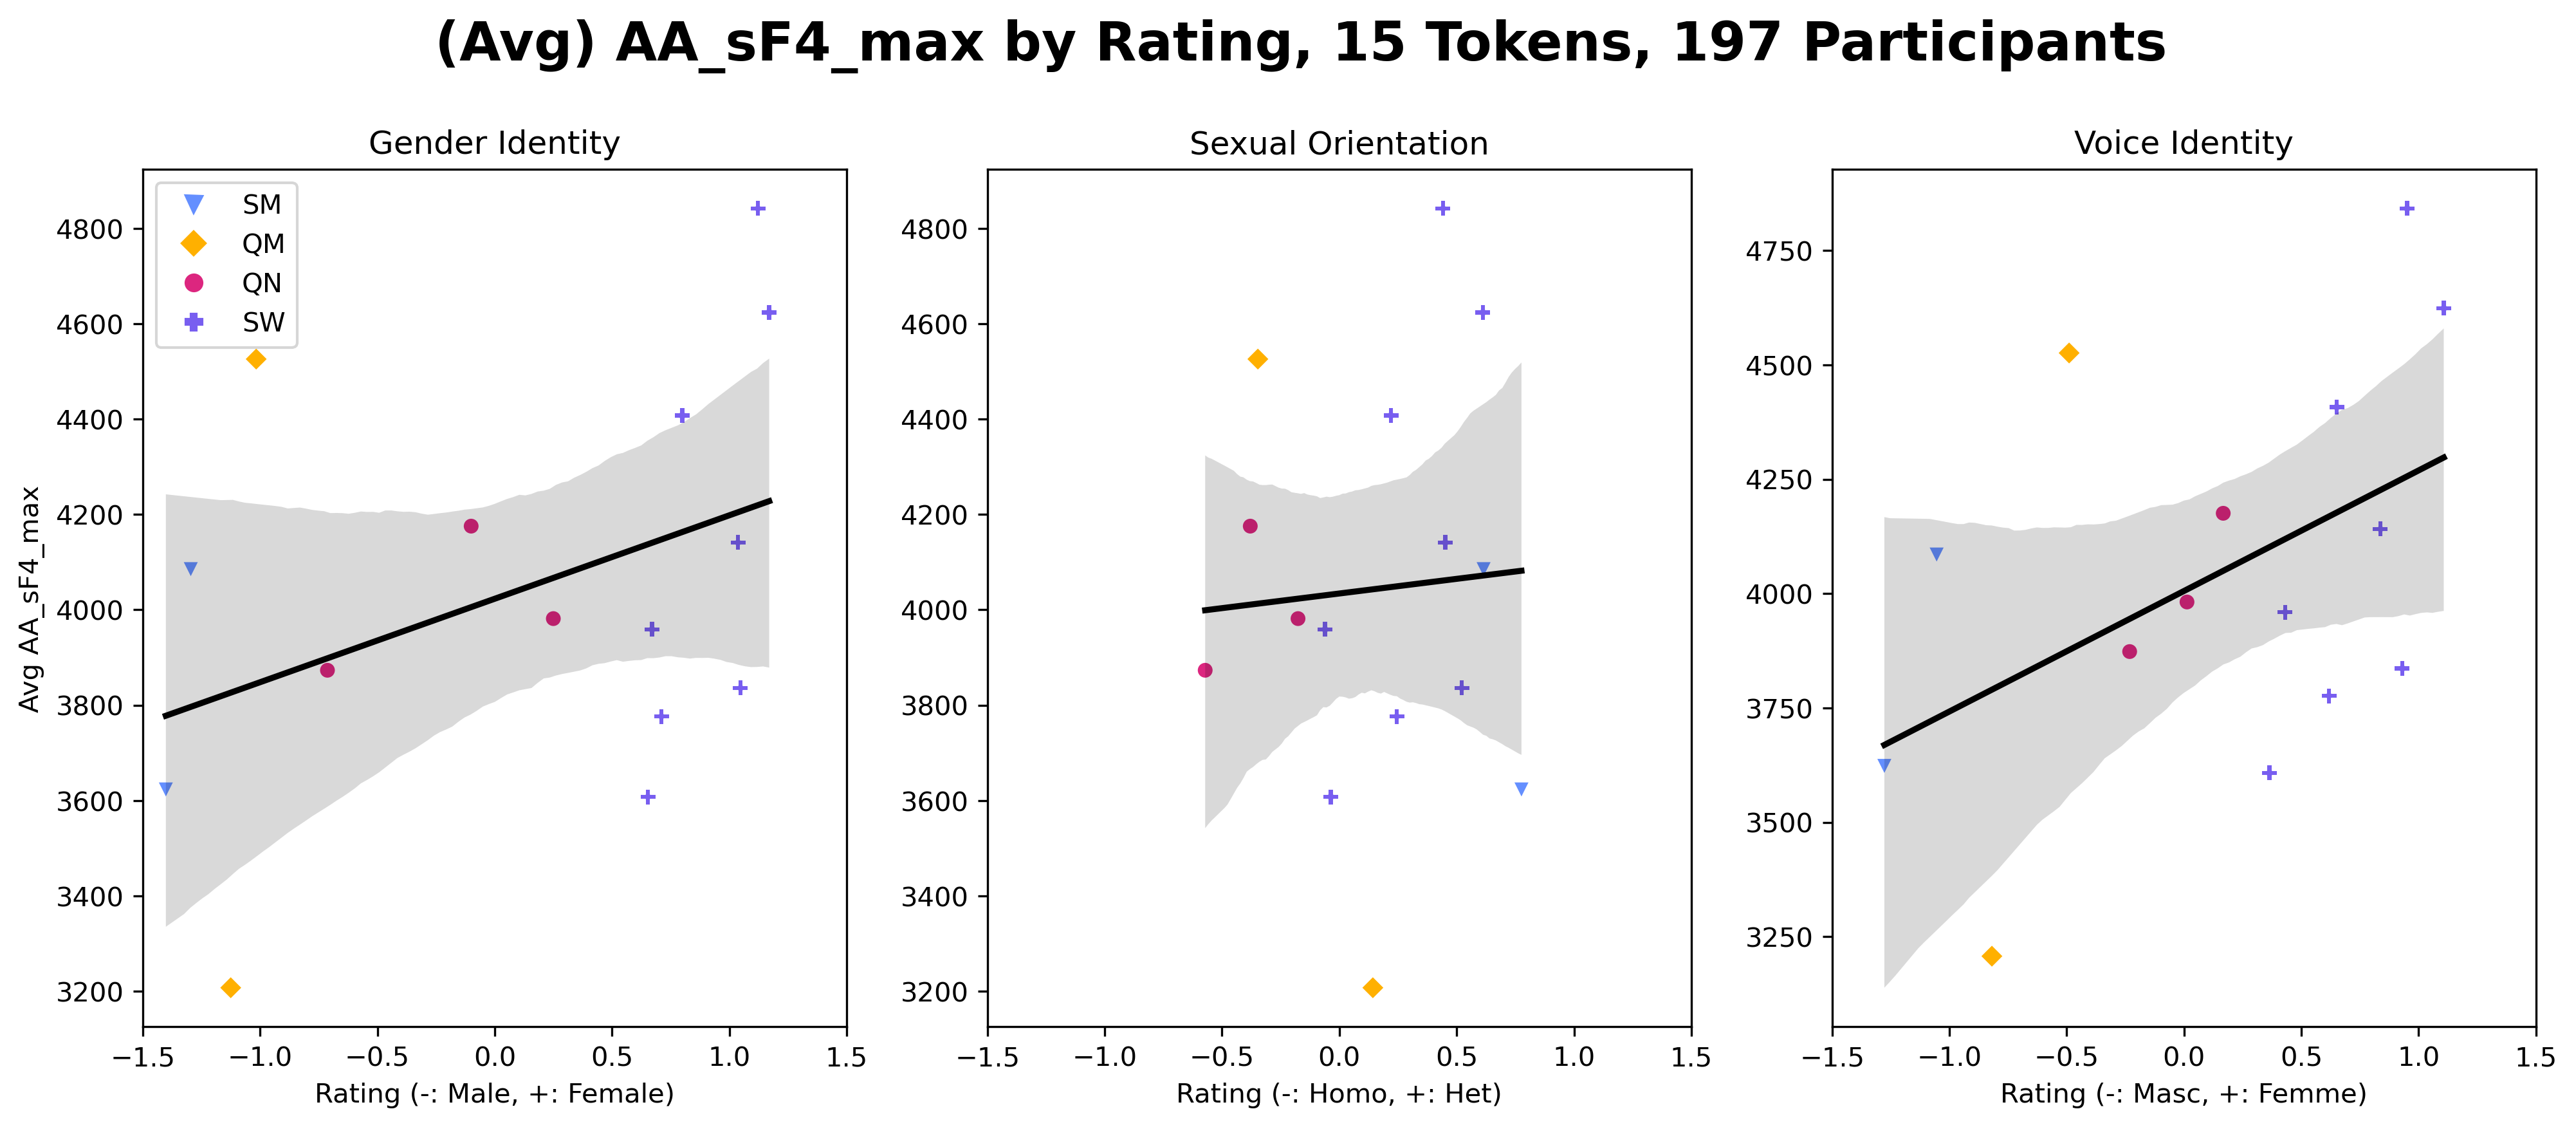 (Avg) AA_sF4_max by Rating, 15 Tokens, 197 Participants
Gender Identity
SM
QM
QN
SW
4800
4600
4400
4200
4000
3800
3600
3400
3200
Avg AA_sF4_max
−1.5 −1.0 −0.5 0.0 0.5 1.0 1.5
Rating (-: Male, +: Female)
Sexual Orientation
4800
4600
4400
4200
4000
3800
3600
3400
3200
−1.5 −1.0 −0.5 0.0 0.5 1.0 1.5
Rating (-: Homo, +: Het)
Voice Identity
4750
4500
4250
4000
3750
3500
3250
−1.5 −1.0 −0.5 0.0 0.5 1.0 1.5
Rating (-: Masc, +: Femme)